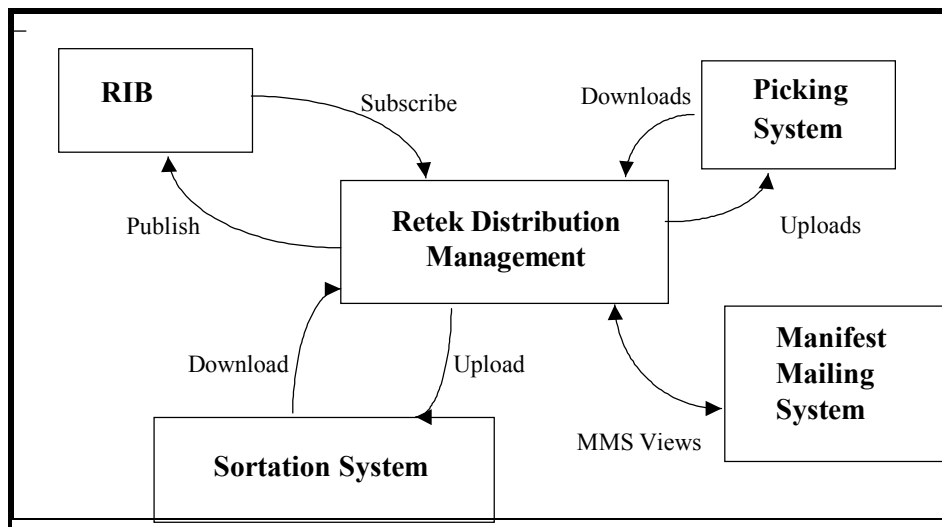 RIB
Subscribe
Downloads
Picking
System
Publish
Retek Distribution
Management
Uploads
Download
Upload
Manifest
Mailing
System
MMS Views
Sortation System